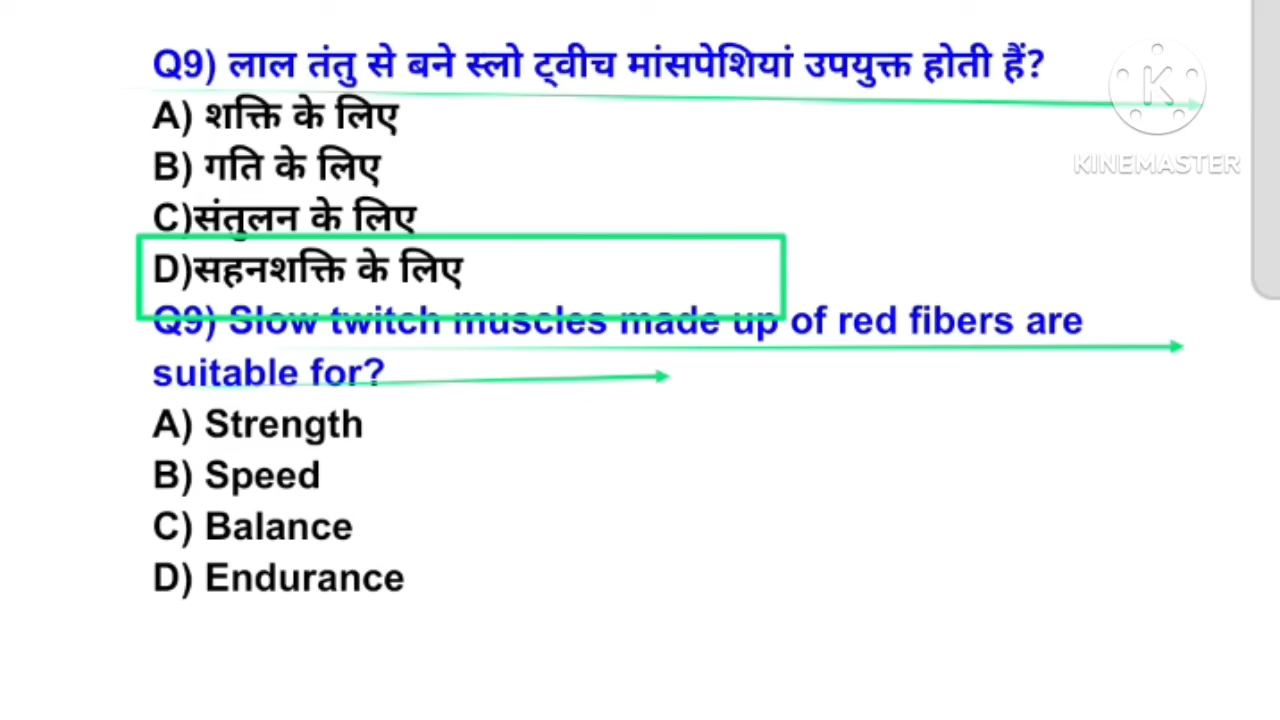 Q9) लाल तंतु से बने स्लो ट्वीच मांसपेशियां उपयुक्त होती हैं?
A) शक्ति के लिए
B) गति के लिए
C)संतुलन के लिए
D)सहनशक्ति के लिए
Q9) Slow twitch muscles made up of red fibers are
suitable for?
A) Strength
B) Speed
C) Balance
D) Endurance
K
KINEMASTER